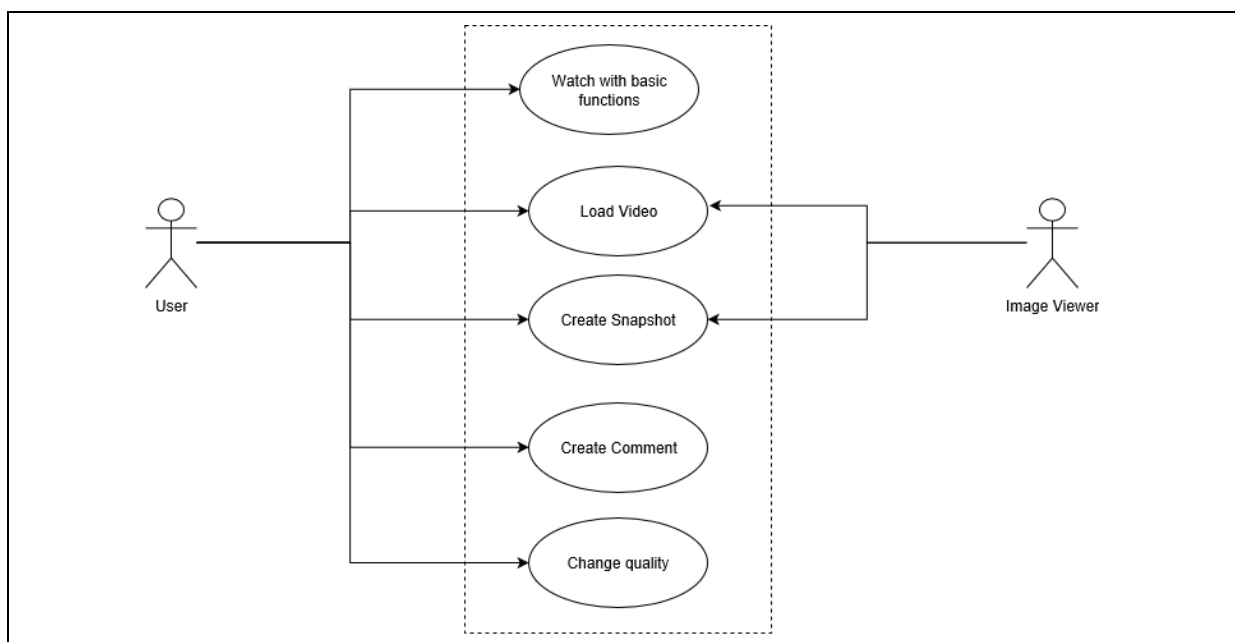 Watch with basic
functions
Load Video
User
Image Viewer
Create Snapshot
Create Comment
Change quality